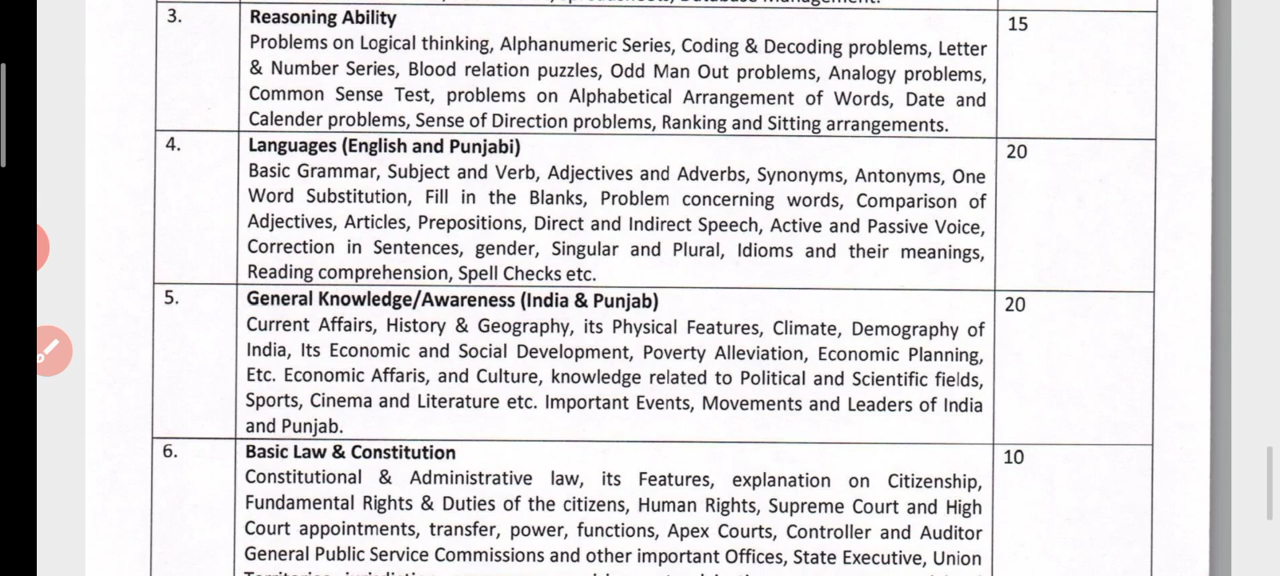 3.
Reasoning Ability
15
Problems on Logical thinking, Alphanumeric Series, Coding & Decoding problems, Letter
& Number Series, Blood relation puzzles, Odd Man Out problems, Analogy problems,
Common Sense Test, problems on Alphabetical Arrangement of Words, Date and
Calender problems, Sense of Direction problems, Ranking and Sitting arrangements.
4.
Languages (English and Punjabi)
20
Basic Grammar, Subject and Verb, Adjectives and Adverbs, Synonyms, Antonyms, One
Word Substitution, Fill in the Blanks, Problem concerning words, Comparison of
Adjectives, Articles, Prepositions, Direct and Indirect Speech, Active and Passive Voice,
Correction in Sentences, gender, Singular and Plural, Idioms and their meanings,
Reading comprehension, Spell Checks etc.
5.
General Knowledge/Awareness (India & Punjab)
20
Current Affairs, History & Geography, its Physical Features, Climate, Demography of
India, Its Economic and Social Development, Poverty Alleviation, Economic Planning,
Etc. Economic Affaris, and Culture, knowledge related to Political and Scientific fields,
Sports, Cinema and Literature etc. Important Events, Movements and Leaders of India
and Punjab.
6.
Basic Law & Constitution
10
Constitutional & Administrative law, its Features, explanation on Citizenship,
Fundamental Rights & Duties of the citizens, Human Rights, Supreme Court and High
Court appointments, transfer, power, functions, Apex Courts, Controller and Auditor
General Public Service Commissions and other important Offices, State Executive, Union